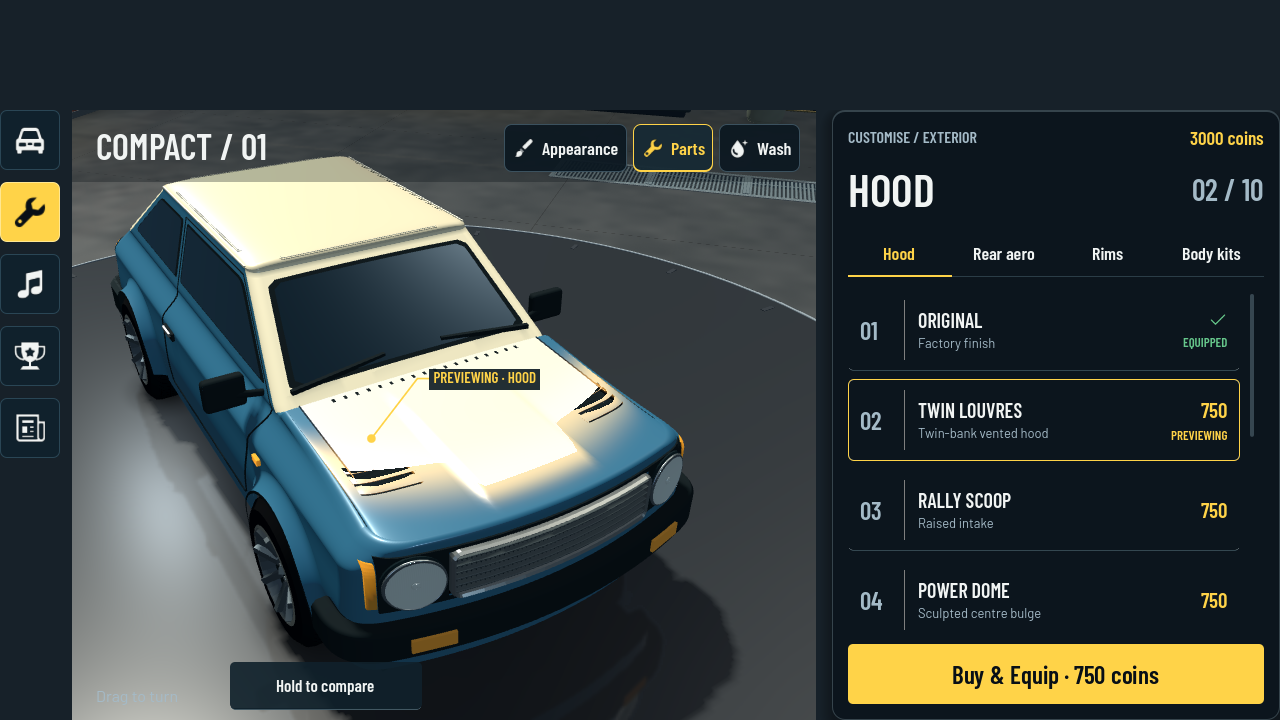 COMPACT / 01
Appearance
Parts
Wash
PREVIEWING · HOOD
Drag to turn
Hold to compare
CUSTOMISE / EXTERIOR
3000 coins
HOOD
02 / 10
Hood
Rear aero
Rims
Body kits
01
ORIGINAL
Factory finish
EQUIPPED
02
TWIN LOUVRES
Twin-bank vented hood
750
PREVIEWING
03
RALLY SCOOP
Raised intake
750
04
POWER DOME
Sculpted centre bulge
750
Buy & Equip · 750 coins